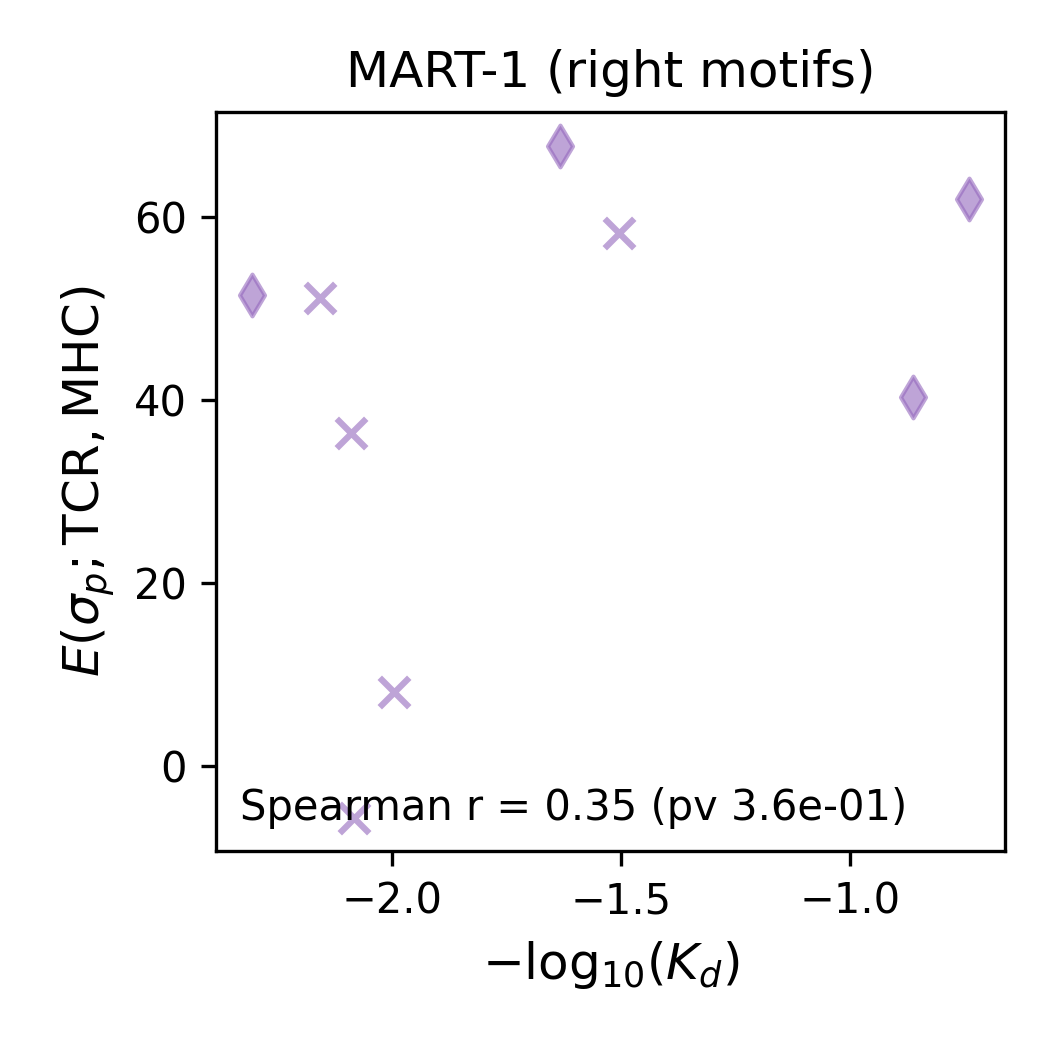 MART-1 (right motifs)
E(σₚ; TCR, MHC)
60
40
20
0
Spearman r = 0.35 (pv 3.6e-01)
−2.0 −1.5 −1.0
−log₁₀(K_d)